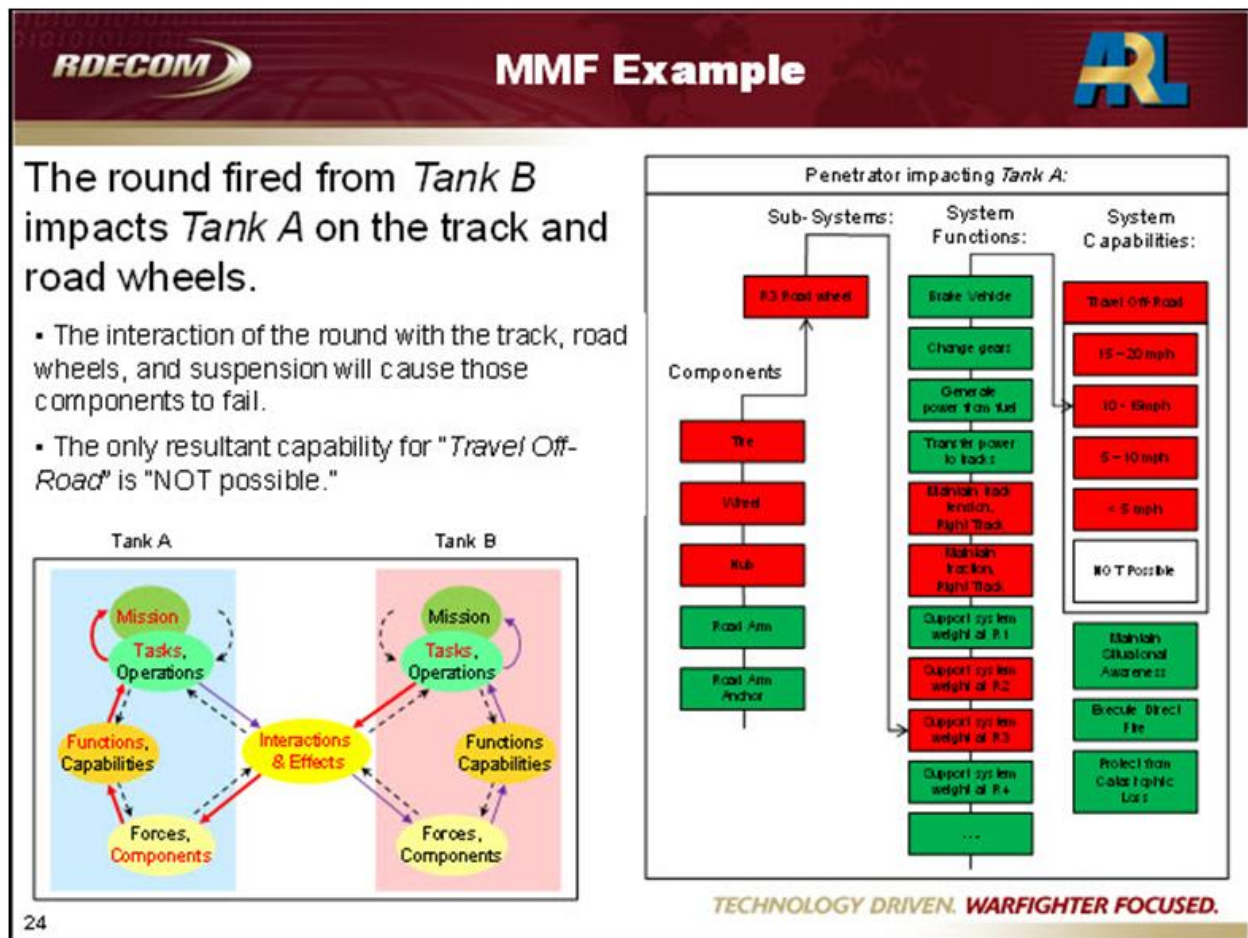 RDECOM
MMF Example
ARL
The round fired from Tank B
impacts Tank A on the track and
road wheels.
▪ The interaction of the round with the track, road
wheels, and suspension will cause those
components to fail.
▪ The only resultant capability for "Travel Off-
Road" is "NOT possible."
Tank A
Tank B
Mission
Tasks,
Operations
Functions,
Capabilities
Forces,
Components
Interactions
& Effects
Mission
Tasks,
Operations
Functions
Capabilities
Forces,
Components
Penetrator impacting Tank A:
Components
Tire
Wheel
Hub
Road Arm
Road Arm
Anchor
Sub-Systems:
R3 Road wheel
System
Functions:
Brake Vehicle
Change gears
Generate
power from fuel
Transfer power
to tracks
Maintain track
tension,
Right Track
Maintain
traction,
Right Track
Support system
weight at R1
Support system
weight at R2
Support system
weight at R3
Support system
weight at R4
...
System
Capabilities:
Travel Off-Road
15 – 20 mph
10 - 15mph
5 – 10 mph
< 5 mph
NOT Possible
Maintain
Situational
Awareness
Execute Direct
Fire
Protect from
Catastrophic
Loss
TECHNOLOGY DRIVEN. WARFIGHTER FOCUSED.
24